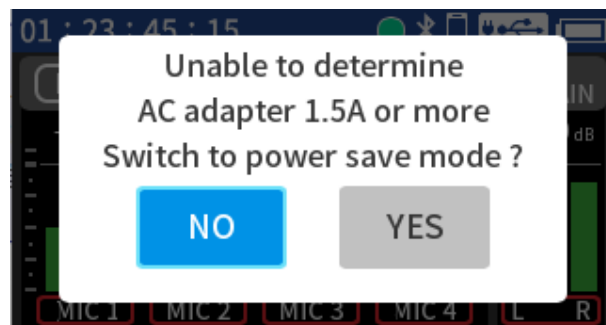 01 : 23 : 45 : 15
Unable to determine
AC adapter 1.5A or more
Switch to power save mode ?
NO
YES
dB
MIC 1
MIC 2
MIC 3
MIC 4
L
R